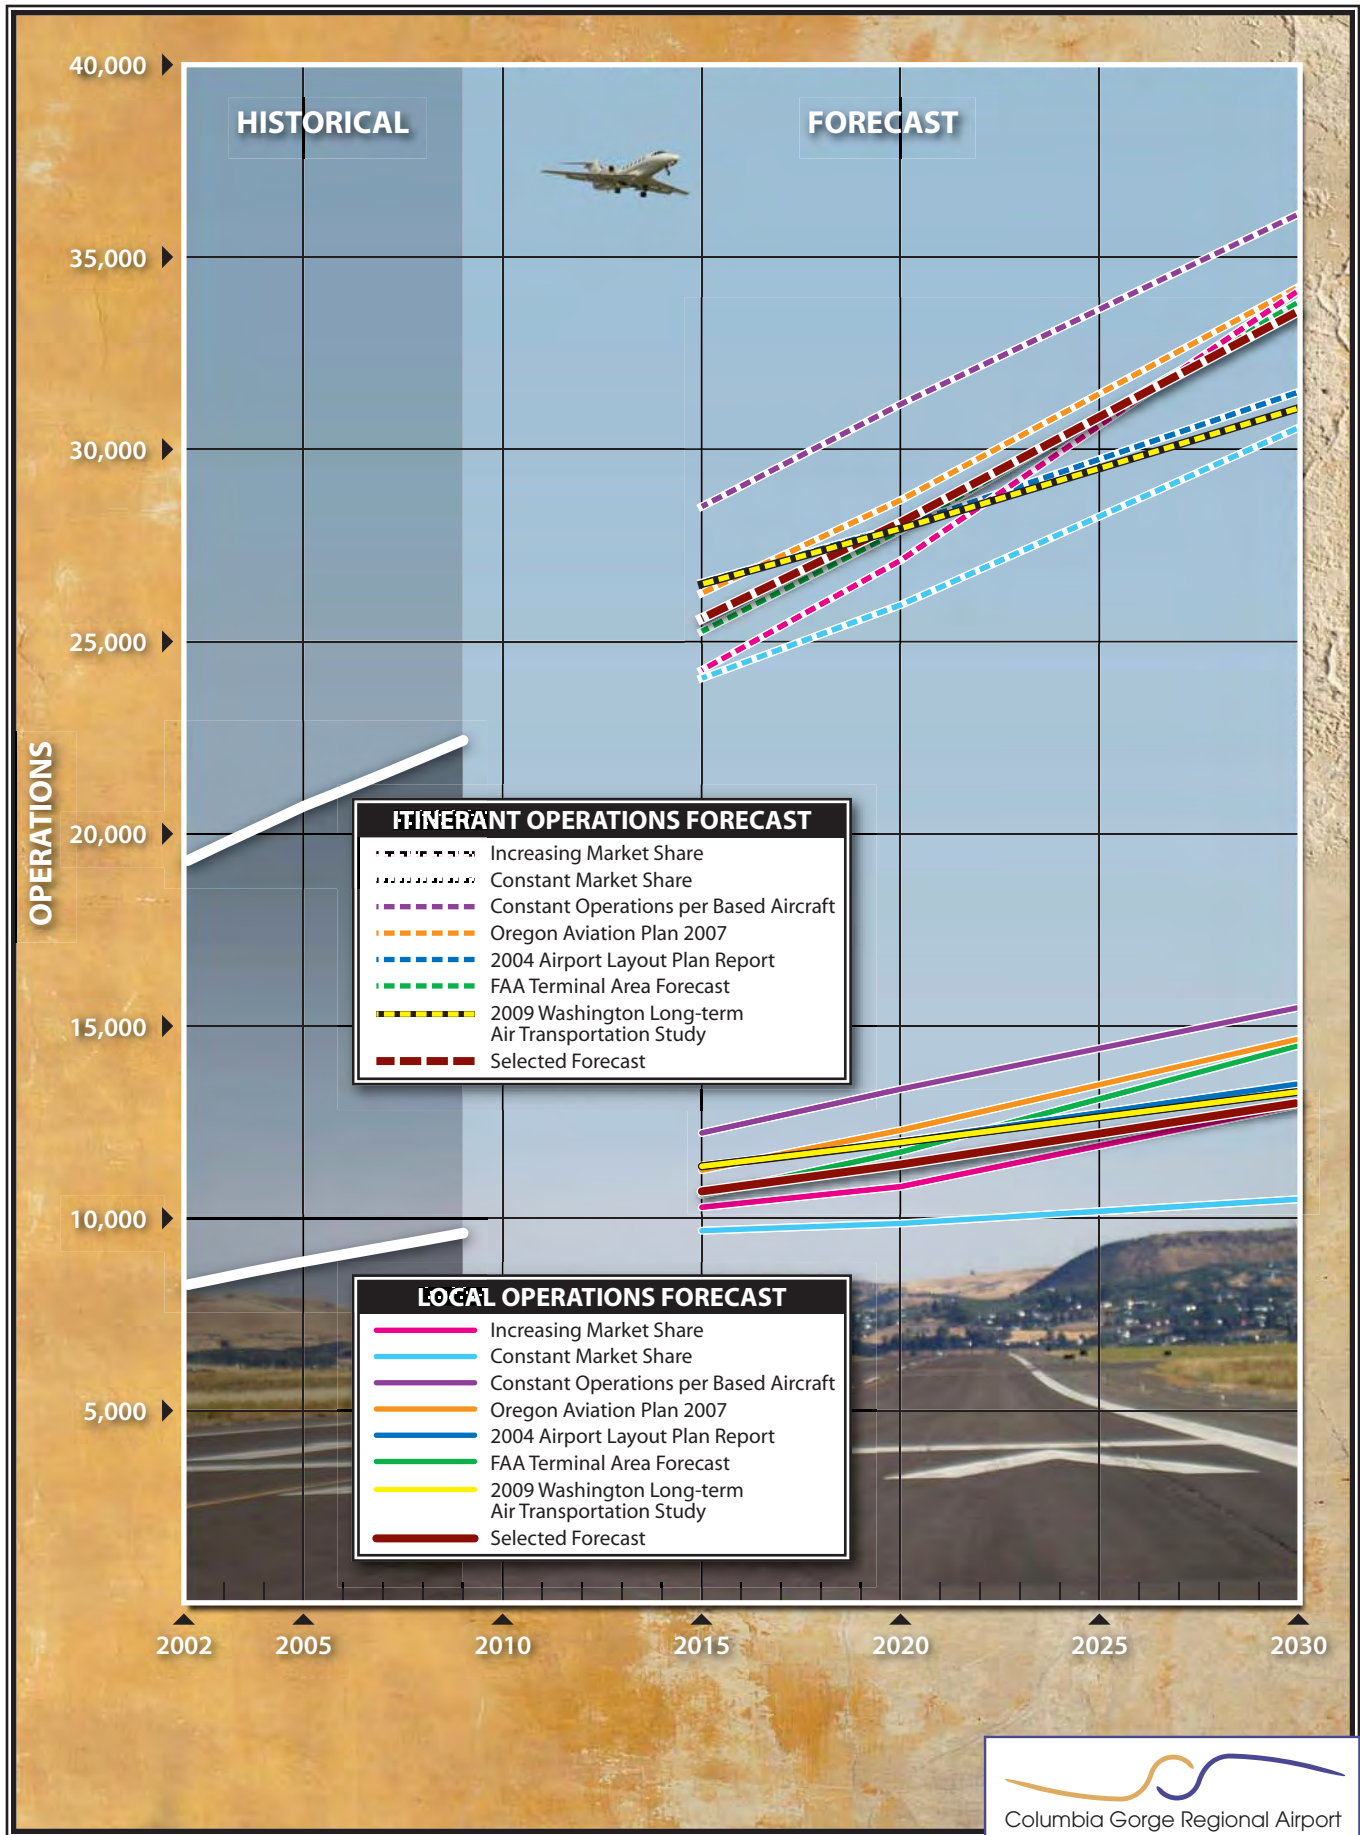 40,000
HISTORICAL
FORECAST
35,000
30,000
25,000
20,000
15,000
10,000
5,000
OPERATIONS
ITINERANT OPERATIONS FORECAST
Increasing Market Share
Constant Market Share
Constant Operations per Based Aircraft
Oregon Aviation Plan 2007
2004 Airport Layout Plan Report
FAA Terminal Area Forecast
2009 Washington Long-term
Air Transportation Study
Selected Forecast
LOCAL OPERATIONS FORECAST
Increasing Market Share
Constant Market Share
Constant Operations per Based Aircraft
Oregon Aviation Plan 2007
2004 Airport Layout Plan Report
FAA Terminal Area Forecast
2009 Washington Long-term
Air Transportation Study
Selected Forecast
2002 2005 2010 2015 2020 2025 2030
Columbia Gorge Regional Airport